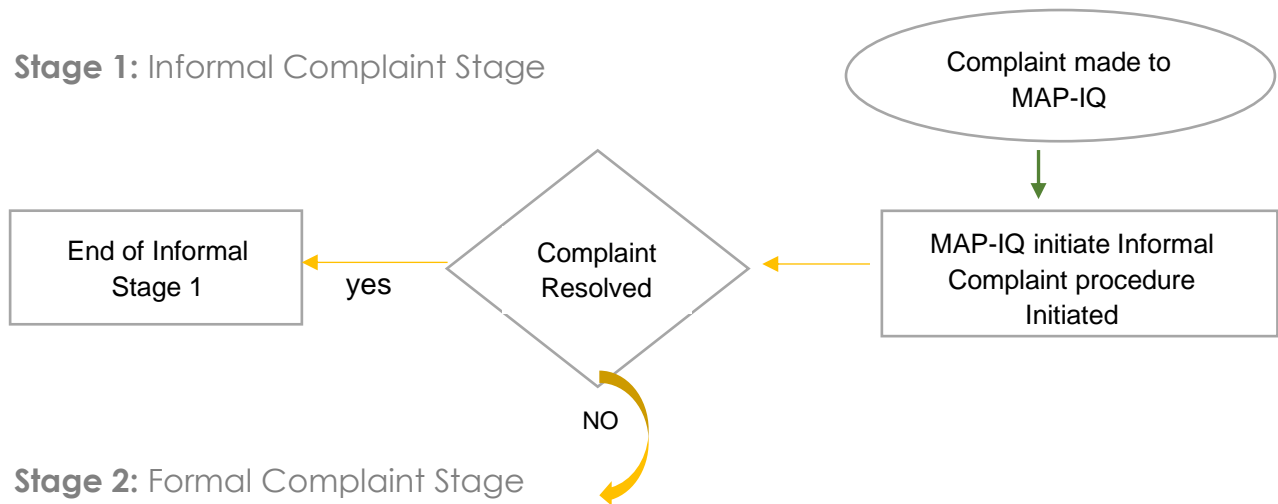 Stage 1: Informal Complaint Stage
Complaint made to
MAP-IQ
MAP-IQ initiate Informal
Complaint procedure
Initiated
Complaint
Resolved
yes
End of Informal
Stage 1
NO
Stage 2: Formal Complaint Stage